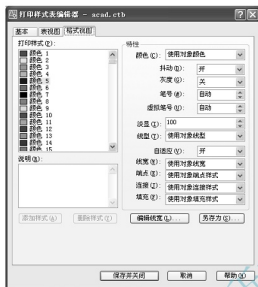 打印样式表编辑器 - acad.ctb
基本 表视图 格式视图
打印样式(P):
颜色 1
颜色 2
颜色 3
颜色 4
颜色 5
颜色 6
颜色 7
颜色 8
颜色 9
颜色 10
颜色 11
颜色 12
颜色 13
颜色 14
颜色 15
说明(R):
添加样式(A) 删除样式(T)
特性
颜色(C): 使用对象颜色
抖动(D): 开
灰度(G): 关
笔号(#): 自动
虚拟笔号(U): 自动
淡显(I): 100
线型(T): 使用对象线型
自适应(V): 开
线宽(W): 使用对象线宽
端点(E): 使用对象端点样式
连接(J): 使用对象连接样式
填充(F): 使用对象填充样式
编辑线宽(L)... 另存为(S)...
保存并关闭 取消 帮助(H)